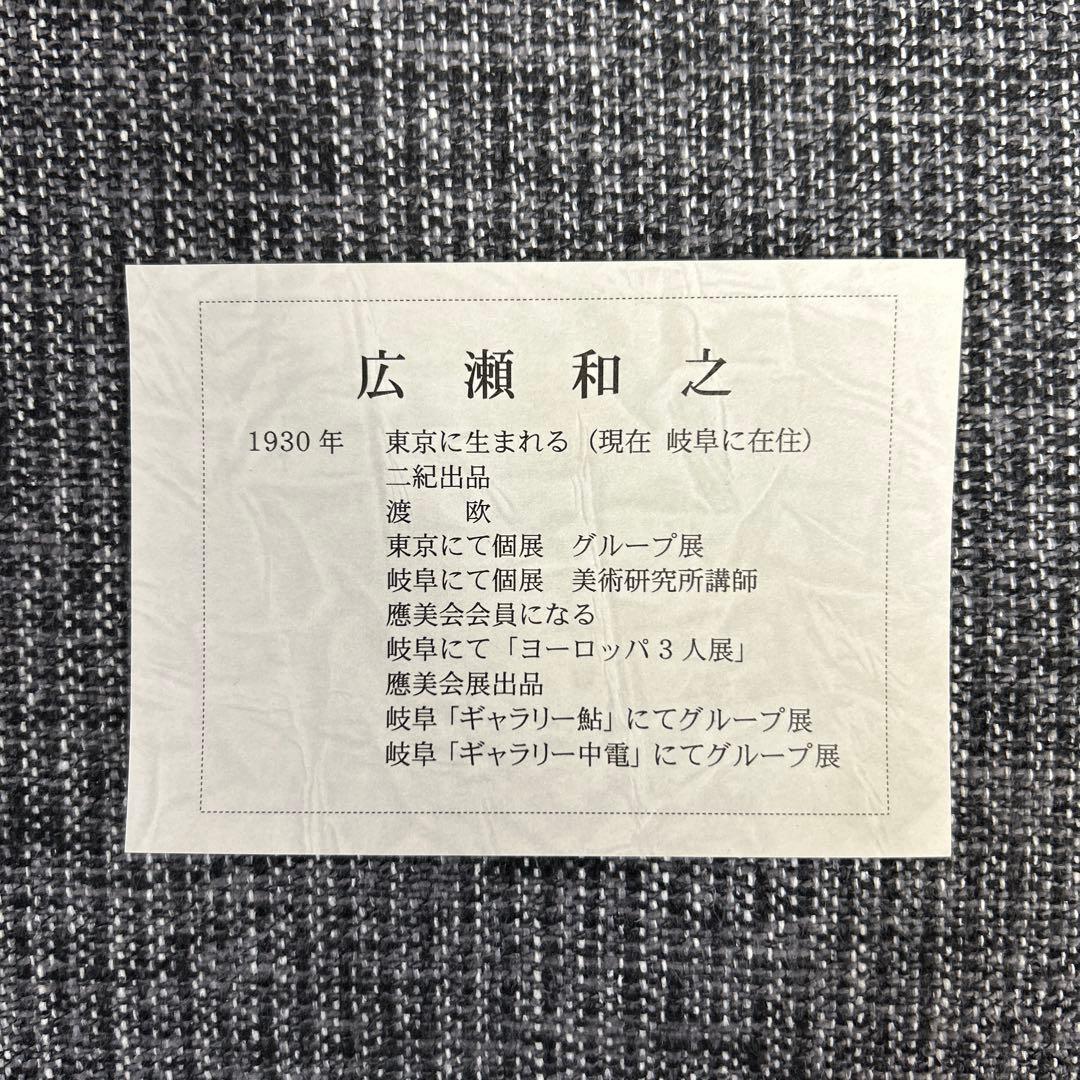 広瀬和之
1930年 東京に生まれる（現在 岐阜に在住）
二紀出品
渡　欧
東京にて個展　グループ展
岐阜にて個展　美術研究所講師
應美会会員になる
岐阜にて「ヨーロッパ3人展」
應美会展出品
岐阜「ギャラリー鮎」にてグループ展
岐阜「ギャラリー中電」にてグループ展